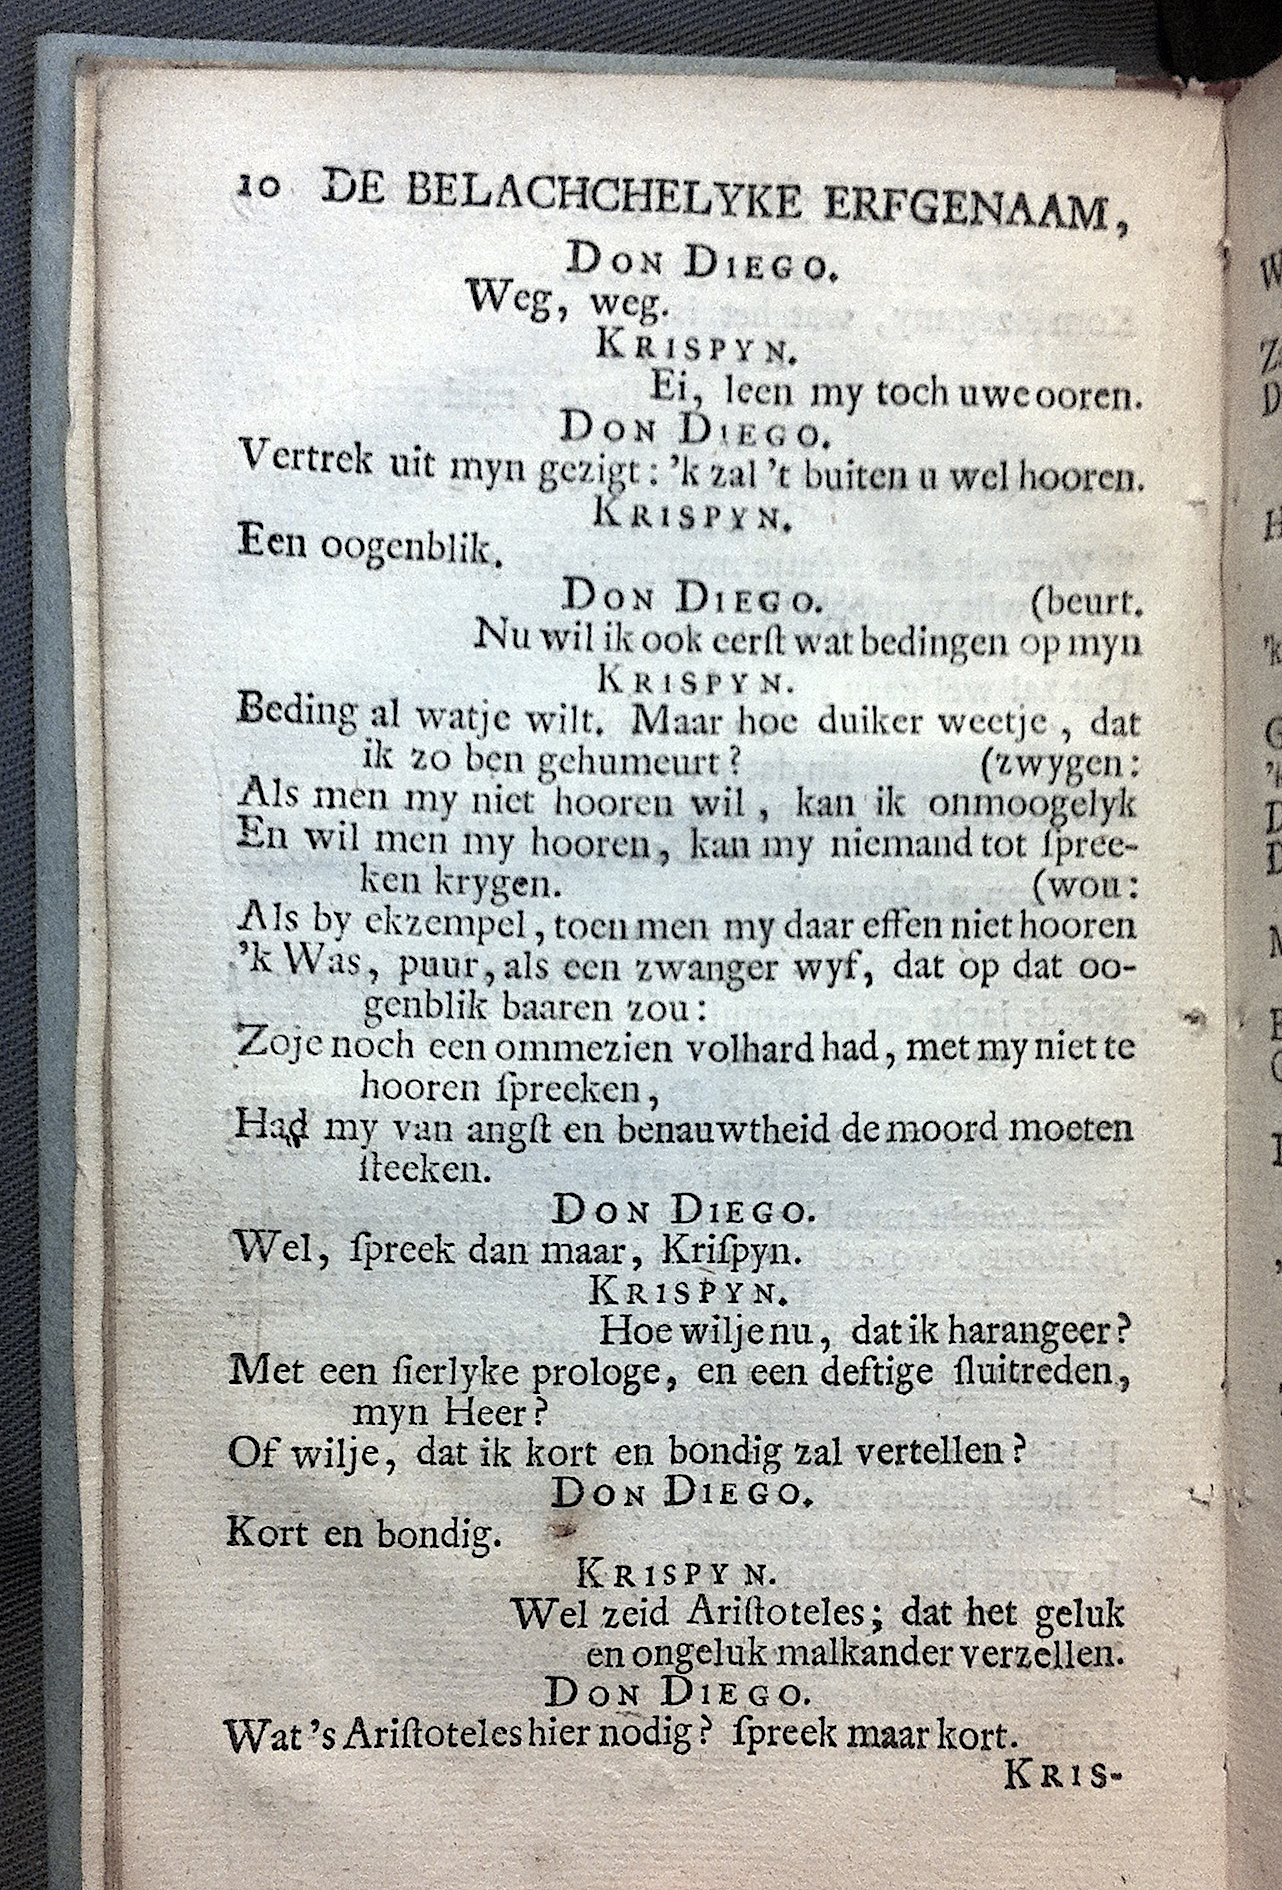 10 DE BELACHCHELYKE ERFGENAAM,
DON DIEGO.
Weg, weg.
KRISPYN.
Ei, leen my toch uwe ooren.
DON DIEGO.
Vertrek uit myn gezigt: 'k zal 't buiten u wel hooren.
KRISPYN.
Een oogenblik.
DON DIEGO. (beurt.
Nu wil ik ook eerſt wat bedingen op myn
KRISPYN.
Beding al watje wilt. Maar hoe duiker weetje, dat
ik zo ben gehumeurt? (zwygen:
Als men my niet hooren wil, kan ik onmoogelyk
En wil men my hooren, kan my niemand tot ſpree-
ken krygen. (wou:
Als by ekzempel, toen men my daar effen niet hooren
'k Was, puur, als een zwanger wyf, dat op dat oo-
genblik baaren zou:
Zoje noch een ommezien volhard had, met my niet te
hooren ſpreeken,
Had my van angſt en benauwtheid de moord moeten
ſteeken.
DON DIEGO.
Wel, ſpreek dan maar, Kriſpyn.
KRISPYN.
Hoe wilje nu, dat ik harangeer?
Met een ſierlyke prologe, en een deftige ſluitreden,
myn Heer?
Of wilje, dat ik kort en bondig zal vertellen?
DON DIEGO.
Kort en bondig.
KRISPYN.
Wel zeid Ariſtoteles; dat het geluk
en ongeluk malkander verzellen.
DON DIEGO.
Wat 's Ariſtoteles hier nodig? ſpreek maar kort.
KRIS-